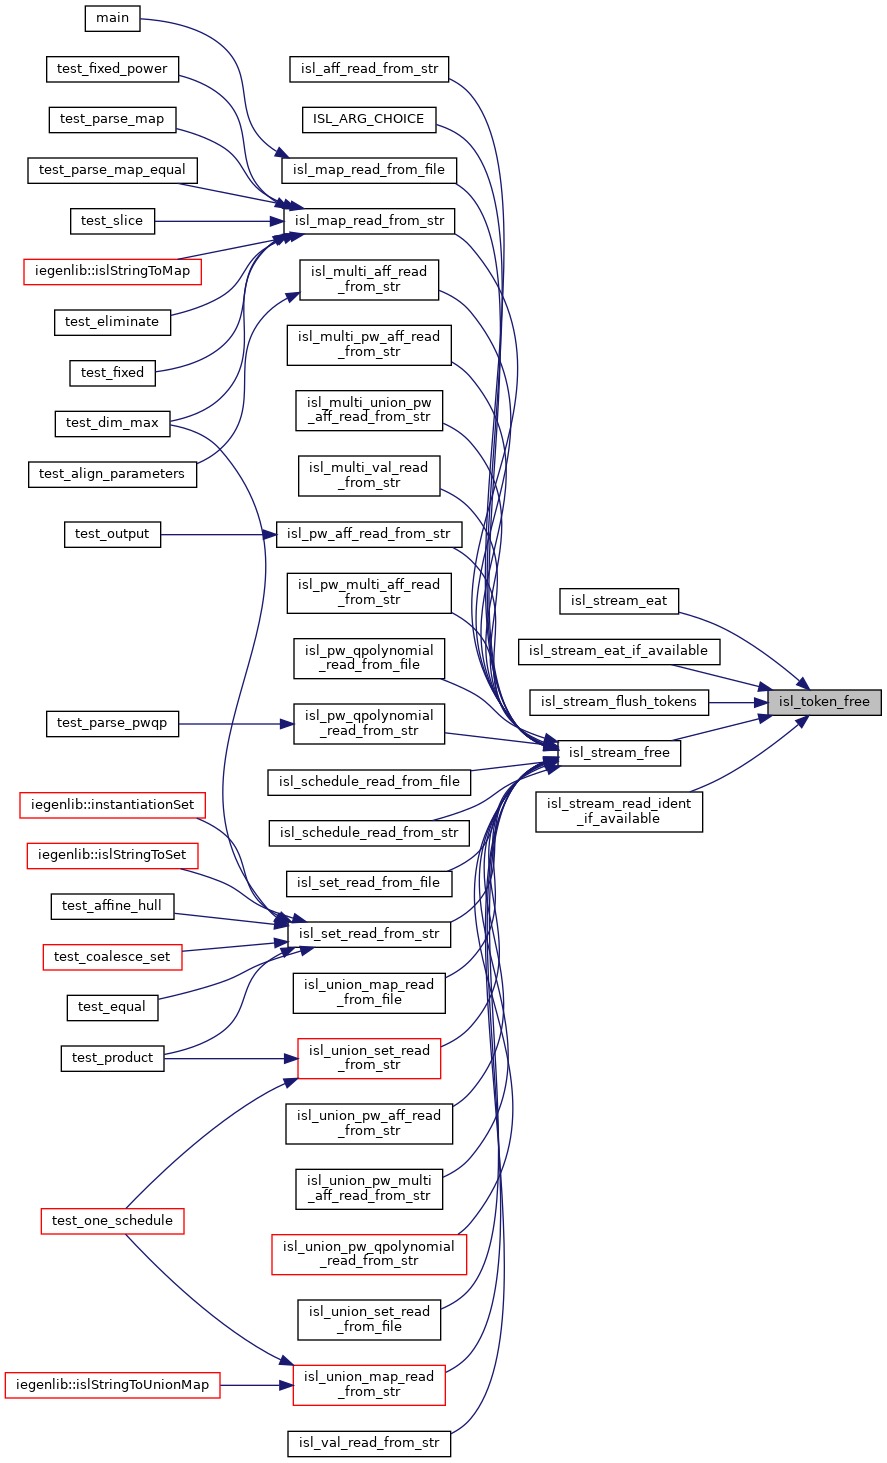 main
test_fixed_power
test_parse_map
test_parse_map_equal
test_slice
iegenlib::islStringToMap
test_eliminate
test_fixed
test_dim_max
test_align_parameters
test_output
test_parse_pwqp
iegenlib::instantiationSet
iegenlib::islStringToSet
test_affine_hull
test_coalesce_set
test_equal
test_product
test_one_schedule
iegenlib::islStringToUnionMap
isl_aff_read_from_str
ISL_ARG_CHOICE
isl_map_read_from_file
isl_map_read_from_str
isl_multi_aff_read
_from_str
isl_multi_pw_aff_read
_from_str
isl_multi_union_pw
_aff_read_from_str
isl_multi_val_read
_from_str
isl_pw_aff_read_from_str
isl_pw_multi_aff_read
_from_str
isl_pw_qpolynomial
_read_from_file
isl_pw_qpolynomial
_read_from_str
isl_schedule_read_from_file
isl_schedule_read_from_str
isl_set_read_from_file
isl_set_read_from_str
isl_union_map_read
_from_file
isl_union_set_read
_from_str
isl_union_pw_aff_read
_from_str
isl_union_pw_multi
_aff_read_from_str
isl_union_pw_qpolynomial
_read_from_str
isl_union_set_read
_from_file
isl_union_map_read
_from_str
isl_val_read_from_str
isl_stream_eat
isl_stream_eat_if_available
isl_stream_flush_tokens
isl_stream_free
isl_stream_read_ident
_if_available
isl_token_free